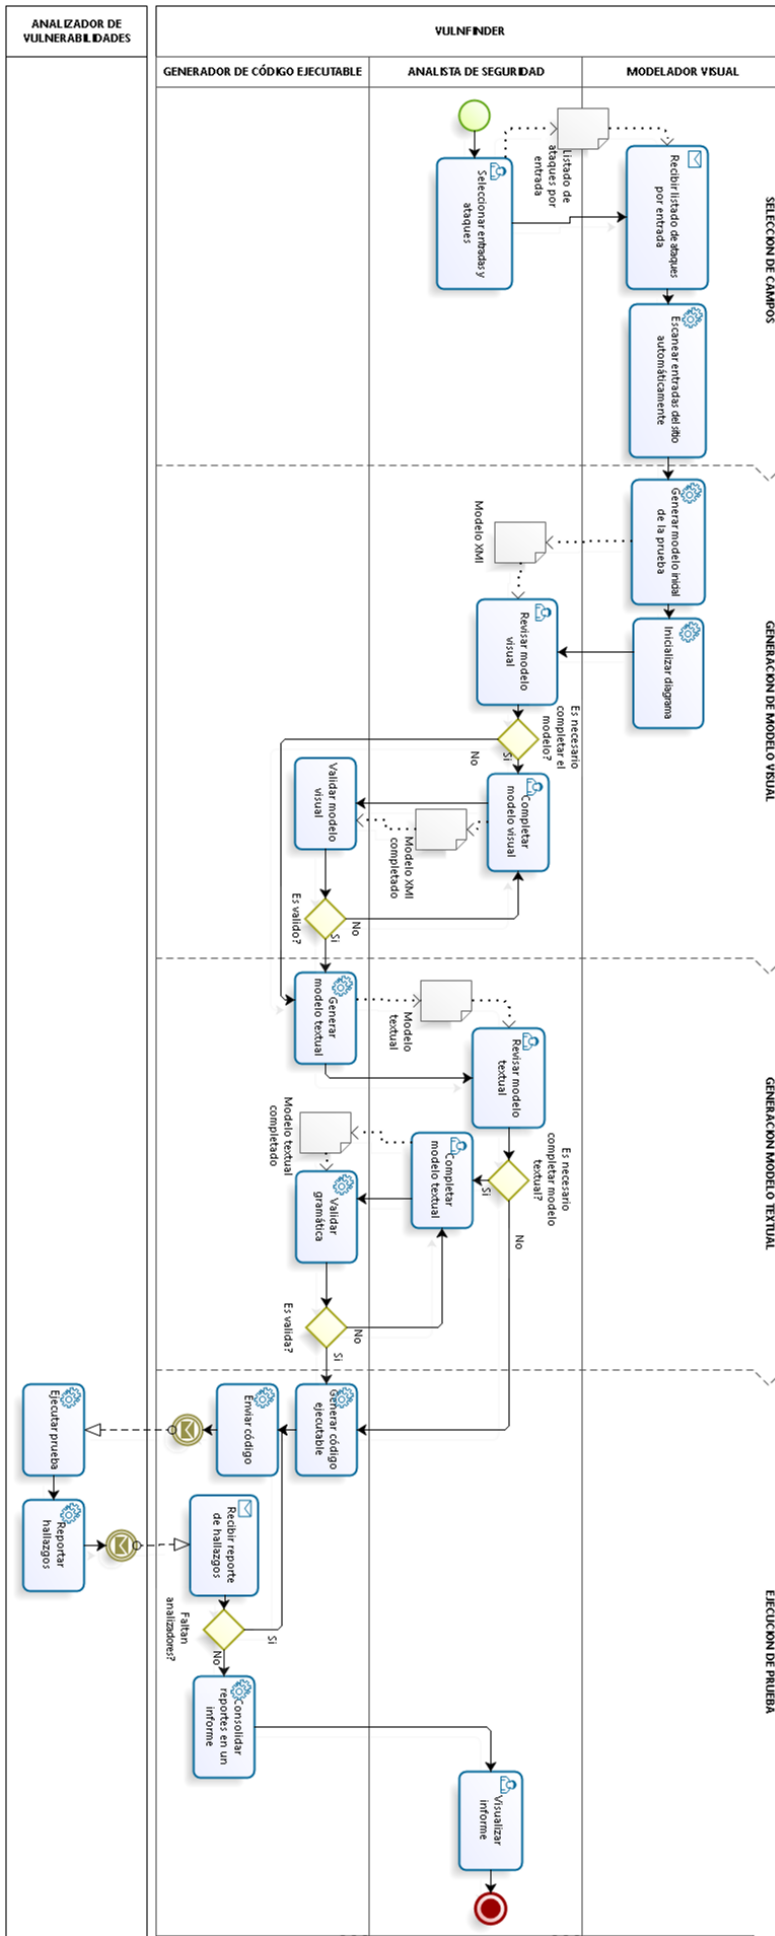 ANALIZADOR DE
VULNERABILIDADES
VULNFINDER
GENERADOR DE CÓDIGO EJECUTABLE
ANALISTA DE SEGURIDAD
MODELADOR VISUAL
SELECCION DE CAMPOS
Seleccionar entradas y
ataques
Listado de
ataques por
entrada
Recibir listado de ataques
por entrada
Escanear entradas del sitio
automáticamente
GENERACION DE MODELO VISUAL
Generar modelo inicial
de la prueba
Modelo XMI
Inicializar diagrama
Revisar modelo
visual
Es necesario
completar el
modelo?
Si
No
Completar
modelo visual
Modelo XMI
completado
Validar modelo
visual
Es valido?
No
Si
GENERACION MODELO TEXTUAL
Generar
modelo textual
Modelo
textual
Revisar modelo
textual
Es necesario
completar modelo
textual?
Si
No
Completar
modelo textual
Modelo textual
completado
Validar
gramática
Es valida?
No
Si
EJECUCION DE PRUEBA
Generar código
ejecutable
Enviar código
Ejecutar prueba
Reportar
hallazgos
Recibir reporte
de hallazgos
Faltan
analizadores?
Si
No
Consolidar
reportes en un
informe
Visualizar
informe